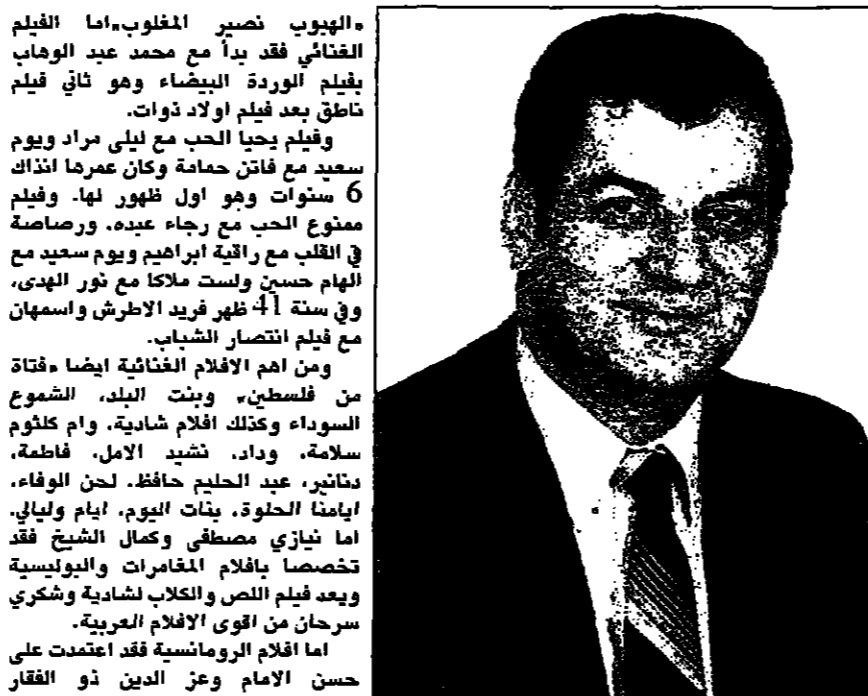 «الهبوب نصير المغلوب»اما الفيلم
الغنائي فقد بدأ مع محمد عبد الوهاب
بفيلم الوردة البيضاء وهو ثاني فيلم
ناطق بعد فيلم اولاد ذوات.
وفيلم يحيا الحب مع ليلى مراد ويوم
سعيد مع فاتن حمامة وكان عمرها انذاك
6 سنوات وهو اول ظهور لها. وفيلم
ممنوع الحب مع رجاء عبده. ورصاصة
في القلب مع راقية ابراهيم ويوم سعيد مع
الهام حسين ولست ملاكا مع نور الهدى،
وفي سنة 41 ظهر فريد الاطرش واسمهان
مع فيلم انتصار الشباب.
ومن اهم الافلام الغنائية ايضا «فتاة
من فلسطين» وبنت البلد، الشموع
السوداء وكذلك افلام شادية. وام كلثوم
سلامة. وداد. نشيد الامل. فاطمة،
دنانير، عبد الحليم حافظ. لحن الوفاء،
ايامنا الحلوة. بنات اليوم. ايام وليالي.
اما نيازي مصطفى وكمال الشيخ فقد
تخصصا بافلام المغامرات والبوليسية
ويعد فيلم اللص والكلاب لشادية وشكري
سرحان من اقوى الافلام العربية.
اما افلام الرومانسية فقد اعتمدت على
حسن الامام وعز الدين ذو الفقار